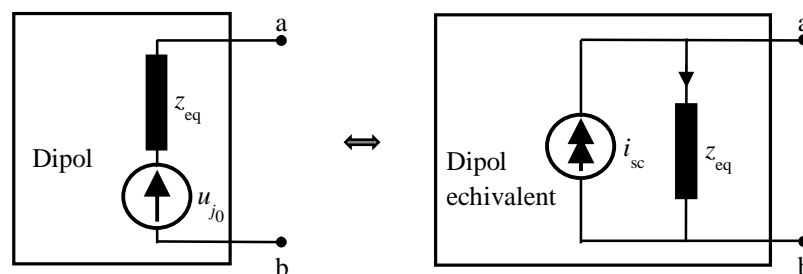 a
z_eq
Dipol
u_j0
b
⇔
a
i_sc
z_eq
Dipol
echivalent
b